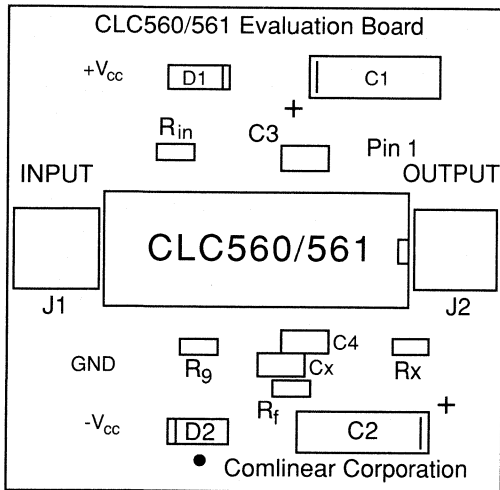 CLC560/561 Evaluation Board
+Vcc D1 C1
+
Rin C3 Pin 1
INPUT OUTPUT
CLC560/561
J1 J2
C4
GND R9 Cx Rx
Rf +
-Vcc D2 C2
Comlinear Corporation